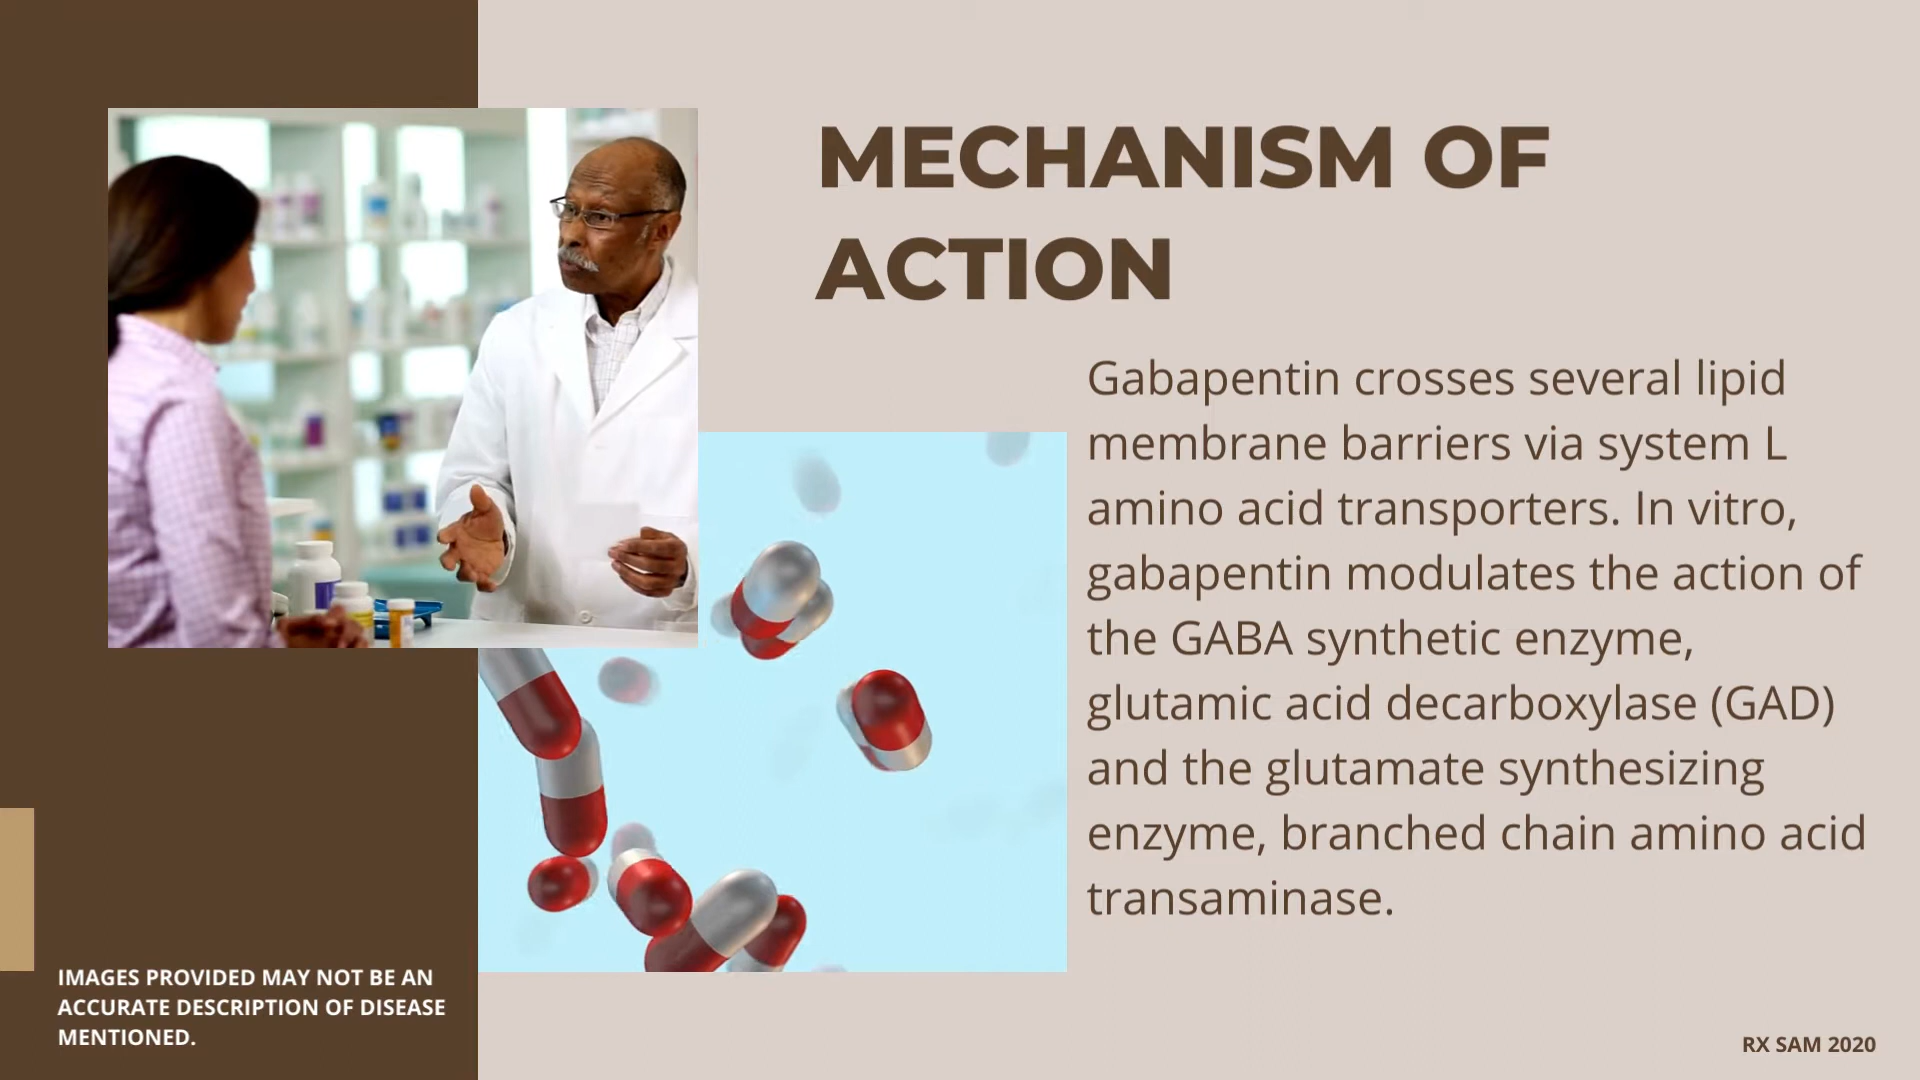 MECHANISM OF
ACTION
Gabapentin crosses several lipid
membrane barriers via system L
amino acid transporters. In vitro,
gabapentin modulates the action of
the GABA synthetic enzyme,
glutamic acid decarboxylase (GAD)
and the glutamate synthesizing
enzyme, branched chain amino acid
transaminase.
IMAGES PROVIDED MAY NOT BE AN
ACCURATE DESCRIPTION OF DISEASE
MENTIONED.
RX SAM 2020